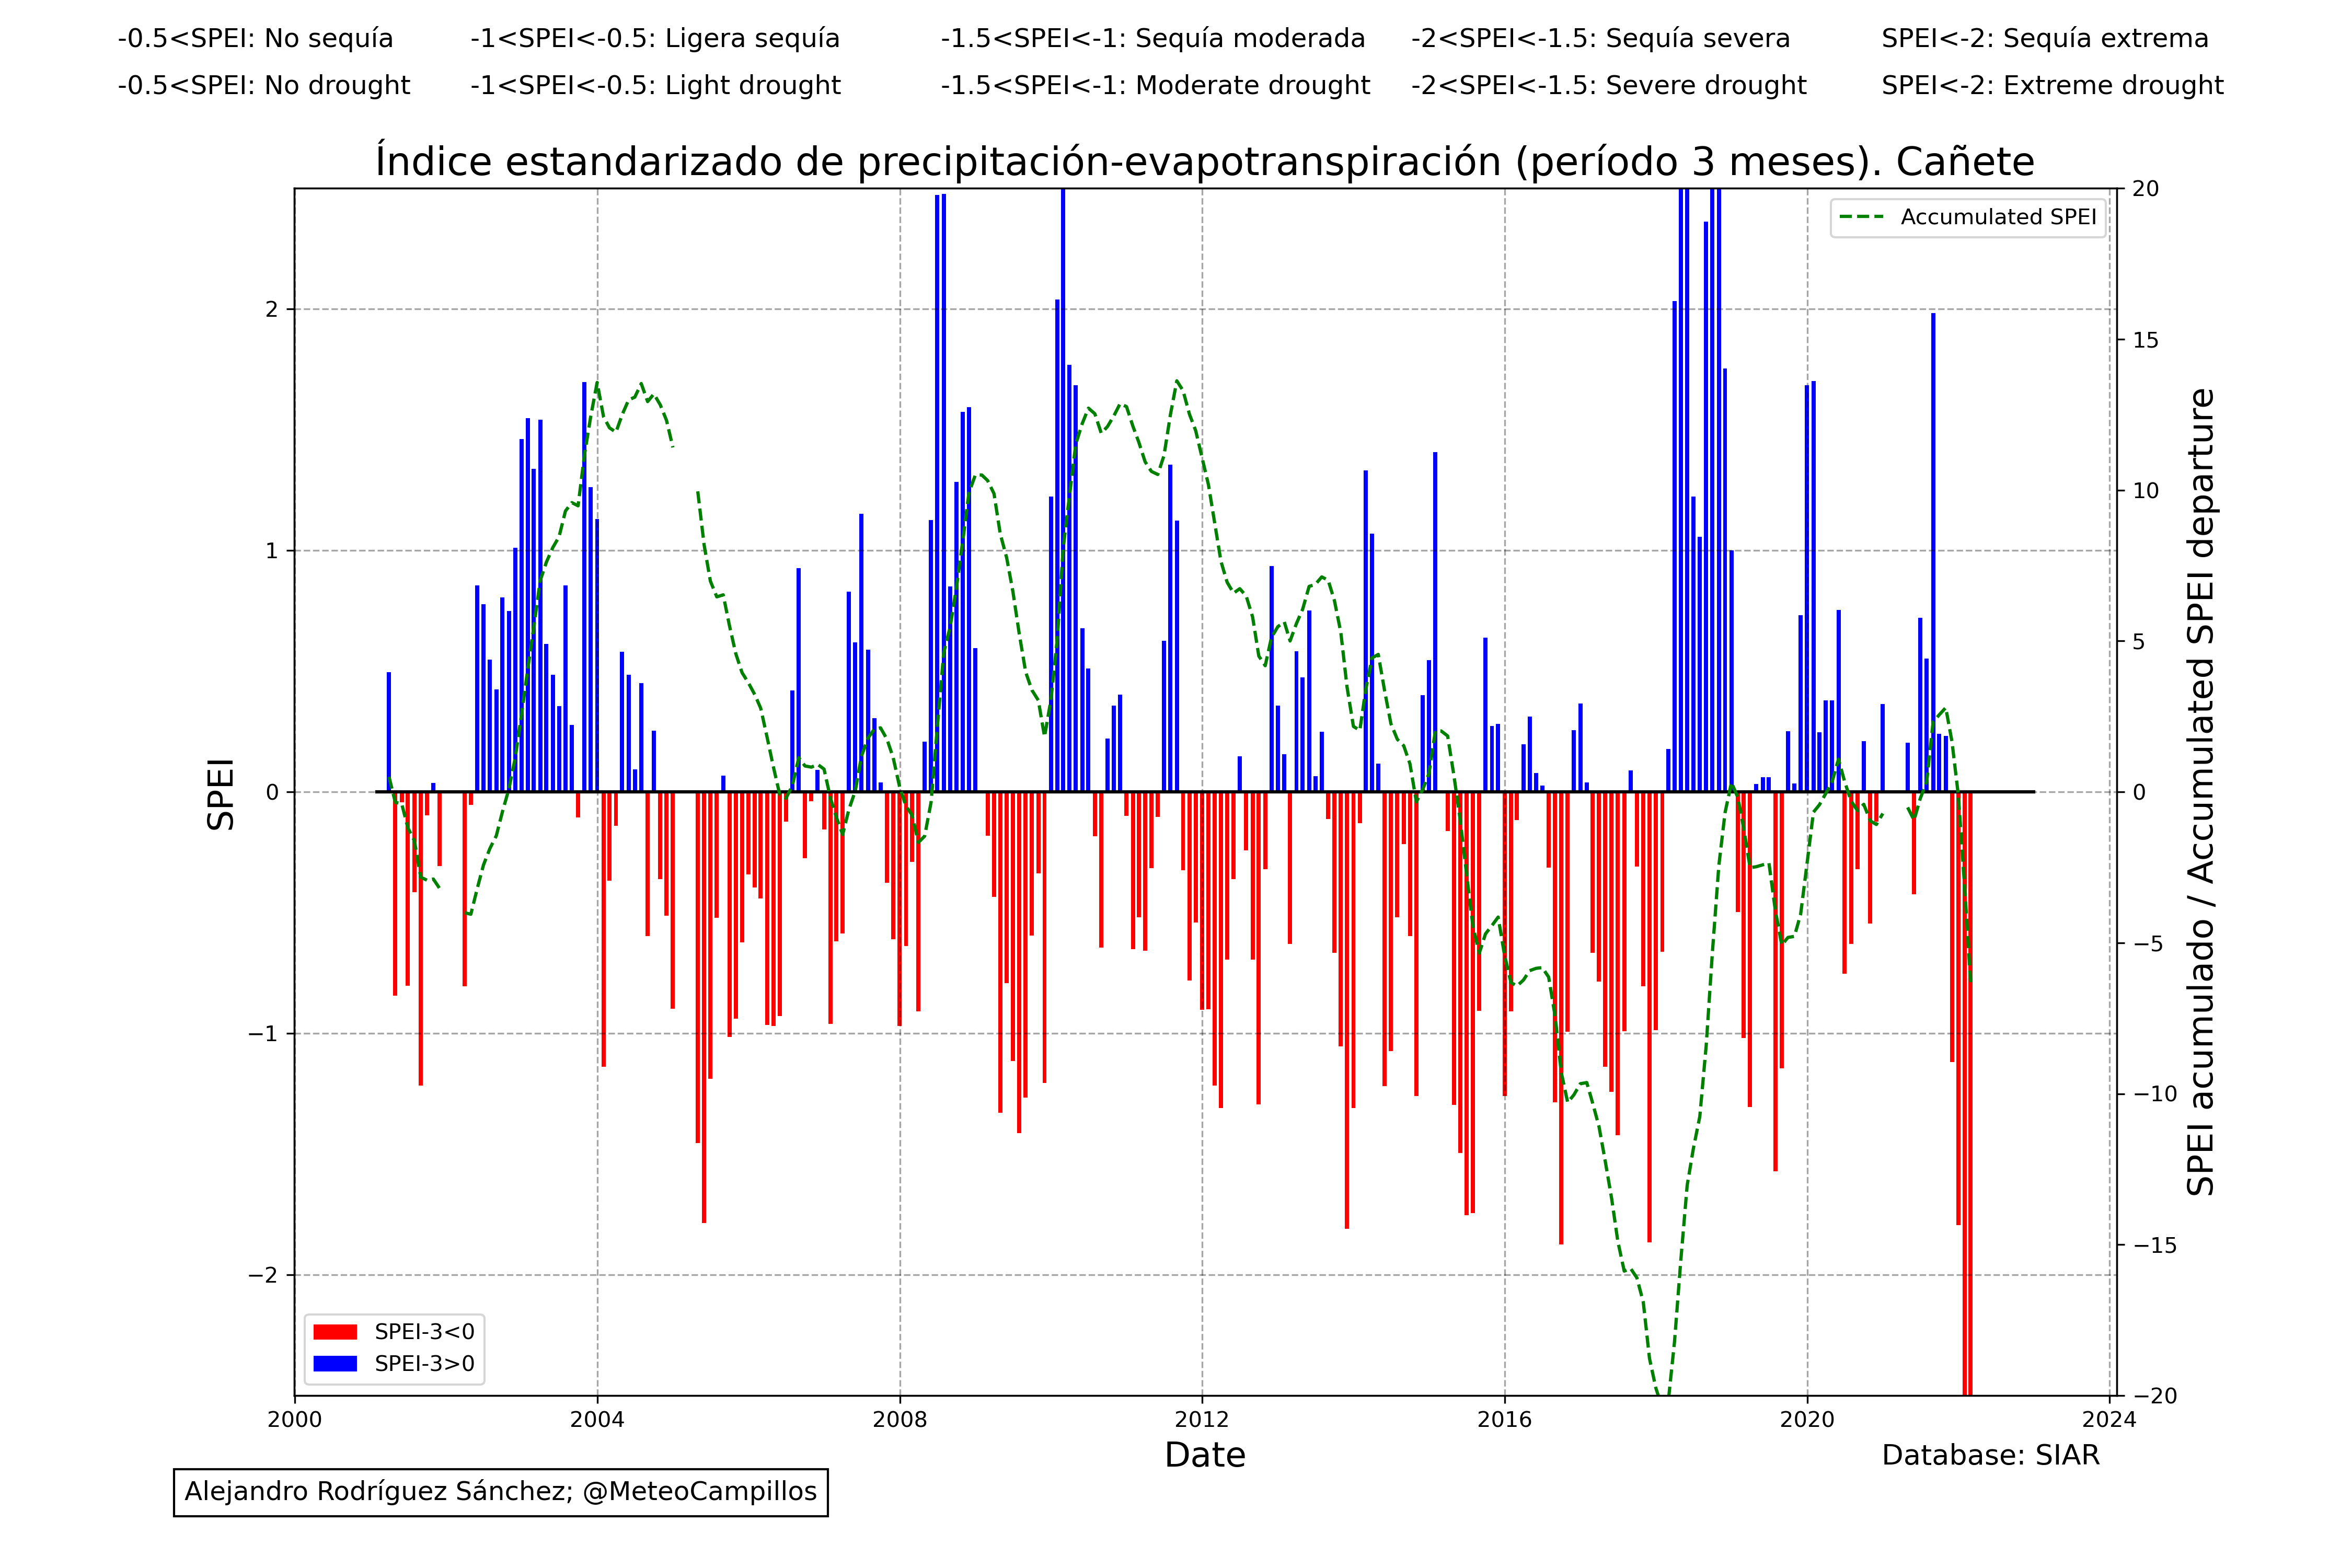 -0.5<SPEI: No sequía -1<SPEI<-0.5: Ligera sequía -1.5<SPEI<-1: Sequía moderada -2<SPEI<-1.5: Sequía severa SPEI<-2: Sequía extrema
-0.5<SPEI: No drought -1<SPEI<-0.5: Light drought -1.5<SPEI<-1: Moderate drought -2<SPEI<-1.5: Severe drought SPEI<-2: Extreme drought
Índice estandarizado de precipitación-evapotranspiración (período 3 meses). Cañete
Accumulated SPEI
SPEI
2
1
0
−1
−2
20
15
10
5
0
−5
−10
−15
−20
SPEI acumulado / Accumulated SPEI departure
SPEI-3<0
SPEI-3>0
2000 2004 2008 2012 2016 2020 2024
Date
Database: SIAR
Alejandro Rodríguez Sánchez; @MeteoCampillos